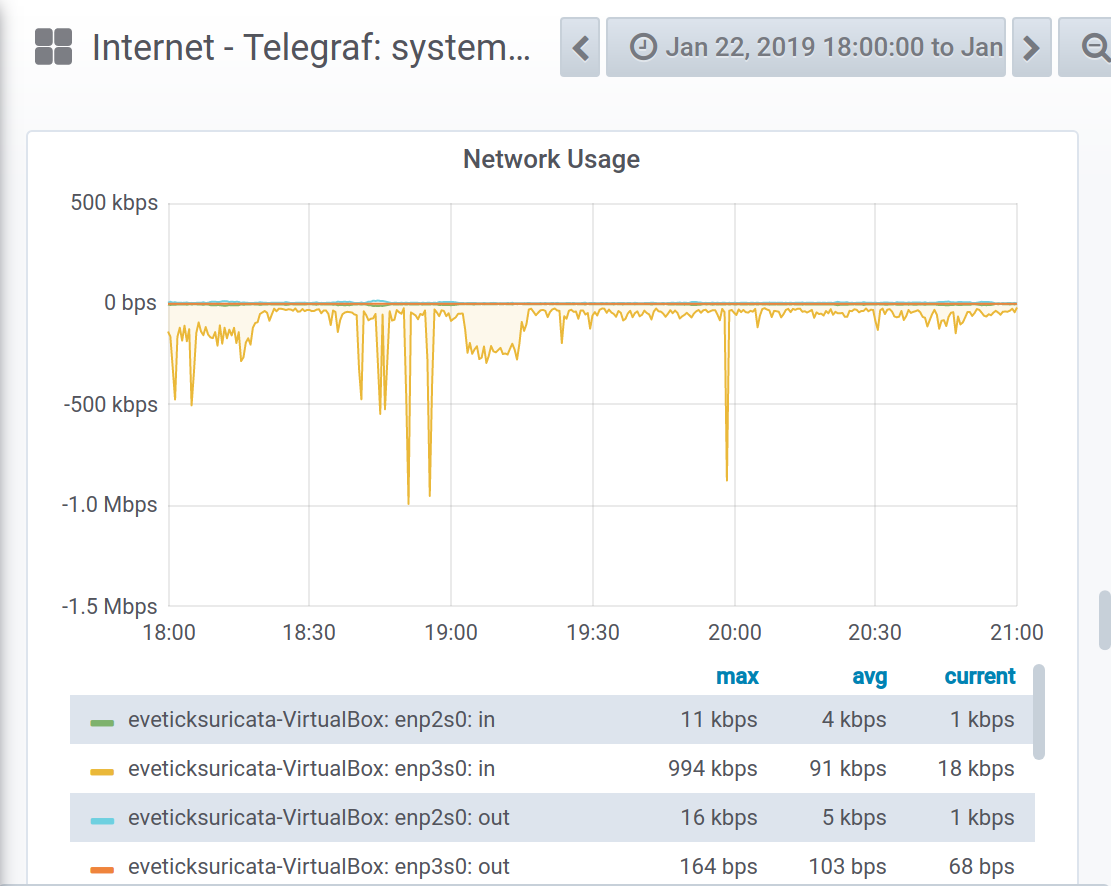 Internet - Telegraf: system...
Jan 22, 2019 18:00:00 to Jan
Network Usage
500 kbps
0 bps
-500 kbps
-1.0 Mbps
-1.5 Mbps
18:00 18:30 19:00 19:30 20:00 20:30 21:00
max avg current
eveticksuricata-VirtualBox: enp2s0: in 11 kbps 4 kbps 1 kbps
eveticksuricata-VirtualBox: enp3s0: in 994 kbps 91 kbps 18 kbps
eveticksuricata-VirtualBox: enp2s0: out 16 kbps 5 kbps 1 kbps
eveticksuricata-VirtualBox: enp3s0: out 164 bps 103 bps 68 bps